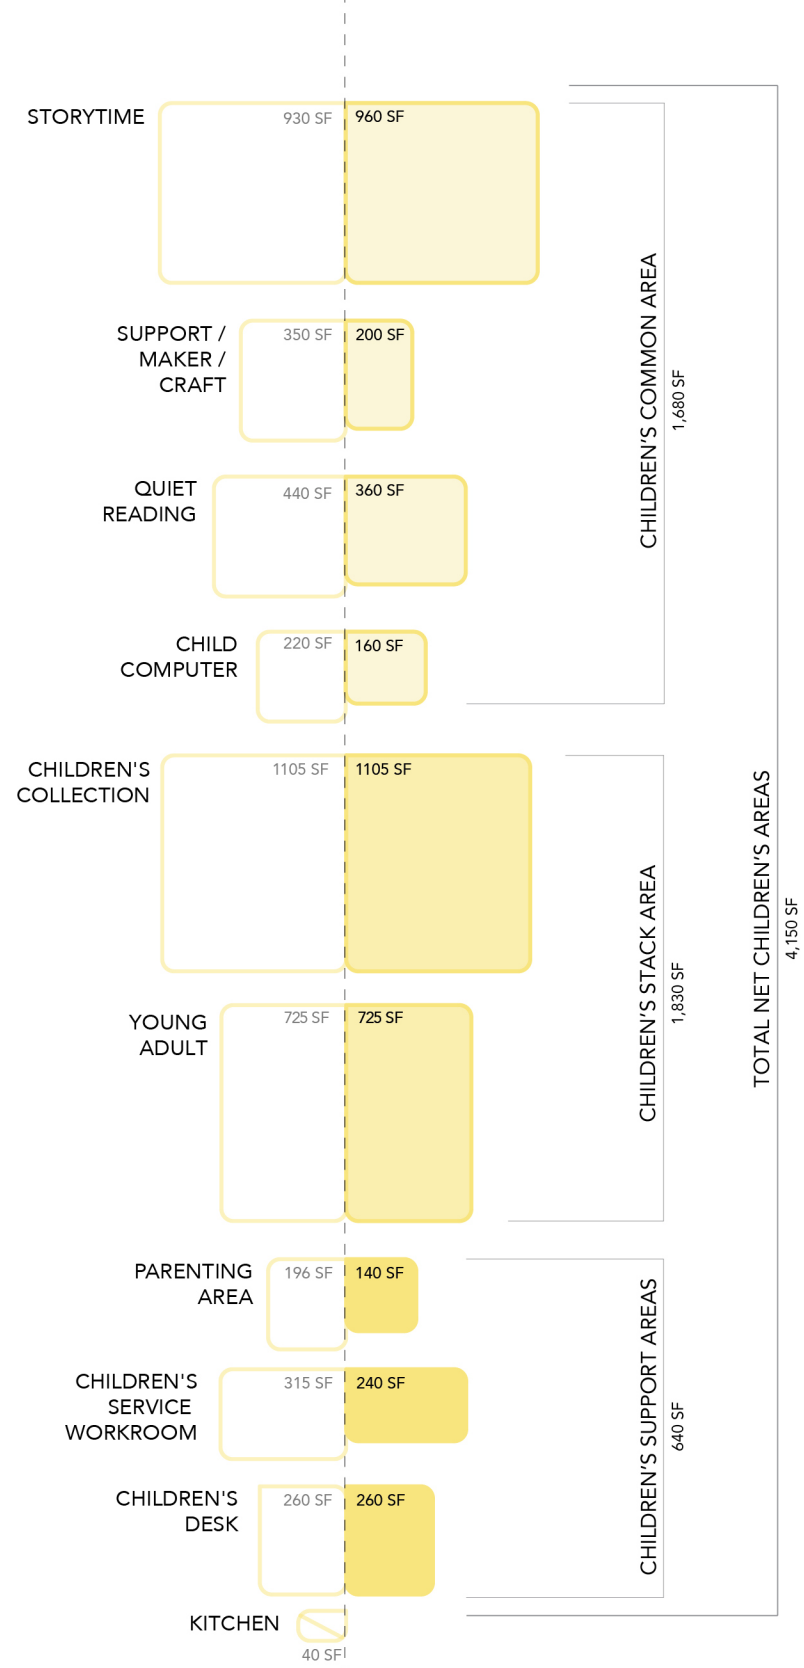 STORYTIME
930 SF
960 SF
SUPPORT /
MAKER /
CRAFT
350 SF
200 SF
QUIET
READING
440 SF
360 SF
CHILD
COMPUTER
220 SF
160 SF
CHILDREN'S COMMON AREA
1,680 SF
CHILDREN'S
COLLECTION
1105 SF
1105 SF
YOUNG
ADULT
725 SF
725 SF
CHILDREN'S STACK AREA
1,830 SF
TOTAL NET CHILDREN'S AREAS
4,150 SF
PARENTING
AREA
196 SF
140 SF
CHILDREN'S
SERVICE
WORKROOM
315 SF
240 SF
CHILDREN'S
DESK
260 SF
260 SF
CHILDREN'S SUPPORT AREAS
640 SF
KITCHEN
40 SF